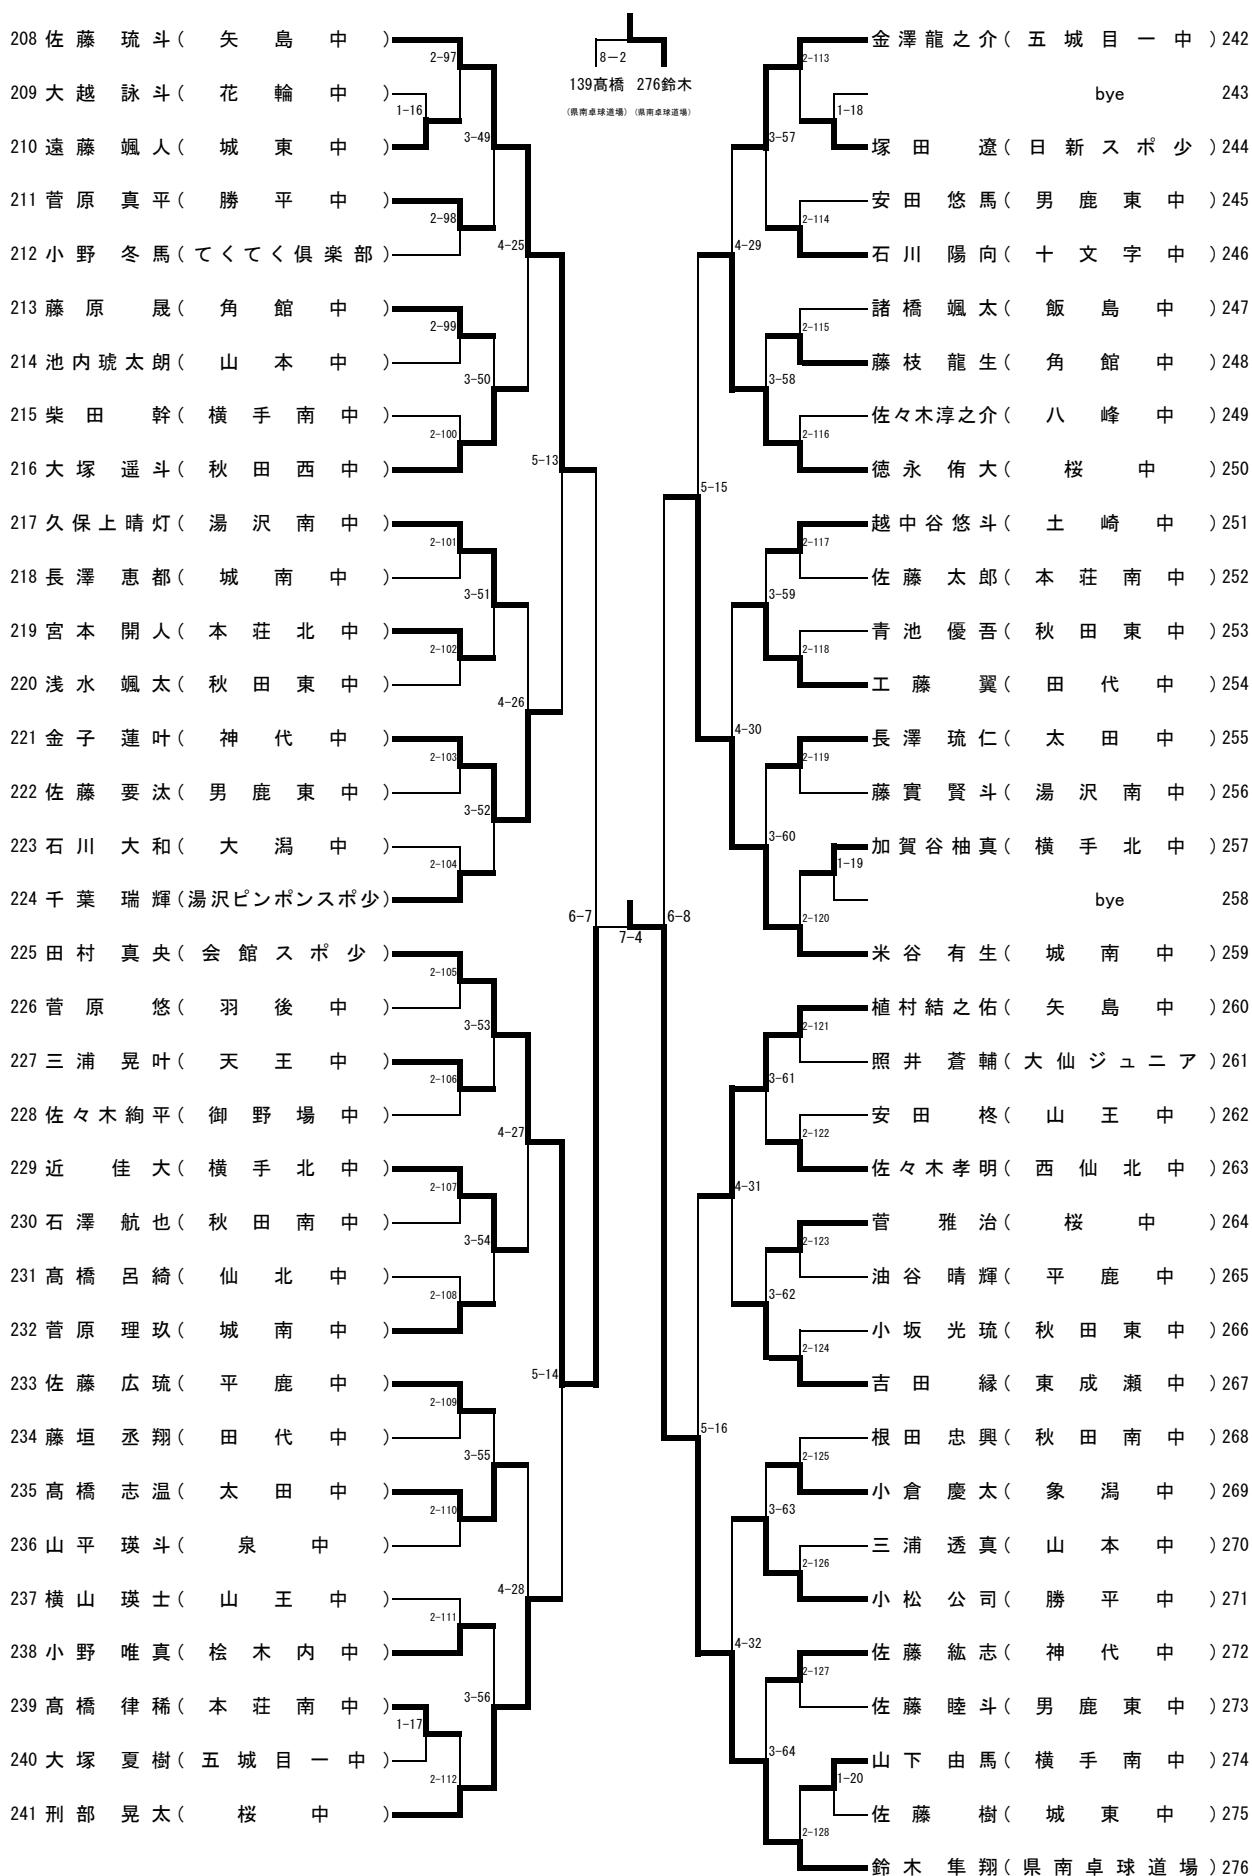 8－2
139髙橋 276鈴木
(県南卓球道場) (県南卓球道場)
208 佐藤 琉斗 ( 矢島中 )
2-97
209 大越 詠斗 ( 花輪中 )
1-16
3-49
210 遠藤 颯人 ( 城東中 )
211 菅原 真平 ( 勝平中 )
2-98
4-25
212 小野 冬馬 ( てくてく倶楽部 )
213 藤原 晟 ( 角館中 )
2-99
214 池内琥太朗 ( 山本中 )
3-50
215 柴田 幹 ( 横手南中 )
2-100
5-13
216 大塚 遥斗 ( 秋田西中 )
217 久保上晴灯 ( 湯沢南中 )
2-101
218 長澤 恵都 ( 城南中 )
3-51
219 宮本 開人 ( 本荘北中 )
2-102
220 浅水 颯太 ( 秋田東中 )
4-26
221 金子 蓮叶 ( 神代中 )
2-103
222 佐藤 要汰 ( 男鹿東中 )
3-52
223 石川 大和 ( 大潟中 )
2-104
224 千葉 瑞輝 ( 湯沢ピンポンスポ少 )
6-7
7-4
6-8
225 田村 真央 ( 会館スポ少 )
2-105
226 菅原 悠 ( 羽後中 )
3-53
227 三浦 晃叶 ( 天王中 )
2-106
228 佐々木絢平 ( 御野場中 )
4-27
229 近 佳大 ( 横手北中 )
2-107
230 石澤 航也 ( 秋田南中 )
3-54
231 髙橋 呂綺 ( 仙北中 )
2-108
232 菅原 理玖 ( 城南中 )
5-14
233 佐藤 広琉 ( 平鹿中 )
2-109
234 藤垣 丞翔 ( 田代中 )
3-55
235 髙橋 志温 ( 太田中 )
2-110
236 山平 瑛斗 ( 泉中 )
4-28
237 横山 瑛士 ( 山王中 )
2-111
238 小野 唯真 ( 桧木内中 )
3-56
239 髙橋 律稀 ( 本荘南中 )
1-17
240 大塚 夏樹 ( 五城目一中 )
2-112
241 刑部 晃太 ( 桜中 )
金澤龍之介 ( 五城目一中 ) 242
2-113
bye 243
1-18
3-57
塚田 遼 ( 日新スポ少 ) 244
安田 悠馬 ( 男鹿東中 ) 245
2-114
4-29
石川 陽向 ( 十文字中 ) 246
諸橋 颯太 ( 飯島中 ) 247
2-115
藤枝 龍生 ( 角館中 ) 248
3-58
佐々木淳之介 ( 八峰中 ) 249
2-116
徳永 侑大 ( 桜中 ) 250
5-15
越中谷悠斗 ( 土崎中 ) 251
2-117
佐藤 太郎 ( 本荘南中 ) 252
3-59
青池 優吾 ( 秋田東中 ) 253
2-118
工藤 翼 ( 田代中 ) 254
4-30
長澤 琉仁 ( 太田中 ) 255
2-119
藤實 賢斗 ( 湯沢南中 ) 256
3-60
加賀谷柚真 ( 横手北中 ) 257
1-19
bye 258
2-120
米谷 有生 ( 城南中 ) 259
植村結之佑 ( 矢島中 ) 260
2-121
照井 蒼輔 ( 大仙ジュニア ) 261
3-61
安田 柊 ( 山王中 ) 262
2-122
佐々木孝明 ( 西仙北中 ) 263
4-31
菅 雅治 ( 桜中 ) 264
2-123
油谷 晴輝 ( 平鹿中 ) 265
3-62
小坂 光琉 ( 秋田東中 ) 266
2-124
吉田 縁 ( 東成瀬中 ) 267
5-16
根田 忠興 ( 秋田南中 ) 268
2-125
小倉 慶太 ( 象潟中 ) 269
3-63
三浦 透真 ( 山本中 ) 270
2-126
小松 公司 ( 勝平中 ) 271
4-32
佐藤 紘志 ( 神代中 ) 272
2-127
佐藤 睦斗 ( 男鹿東中 ) 273
3-64
山下 由馬 ( 横手南中 ) 274
1-20
佐藤 樹 ( 城東中 ) 275
2-128
鈴木 隼翔 ( 県南卓球道場 ) 276